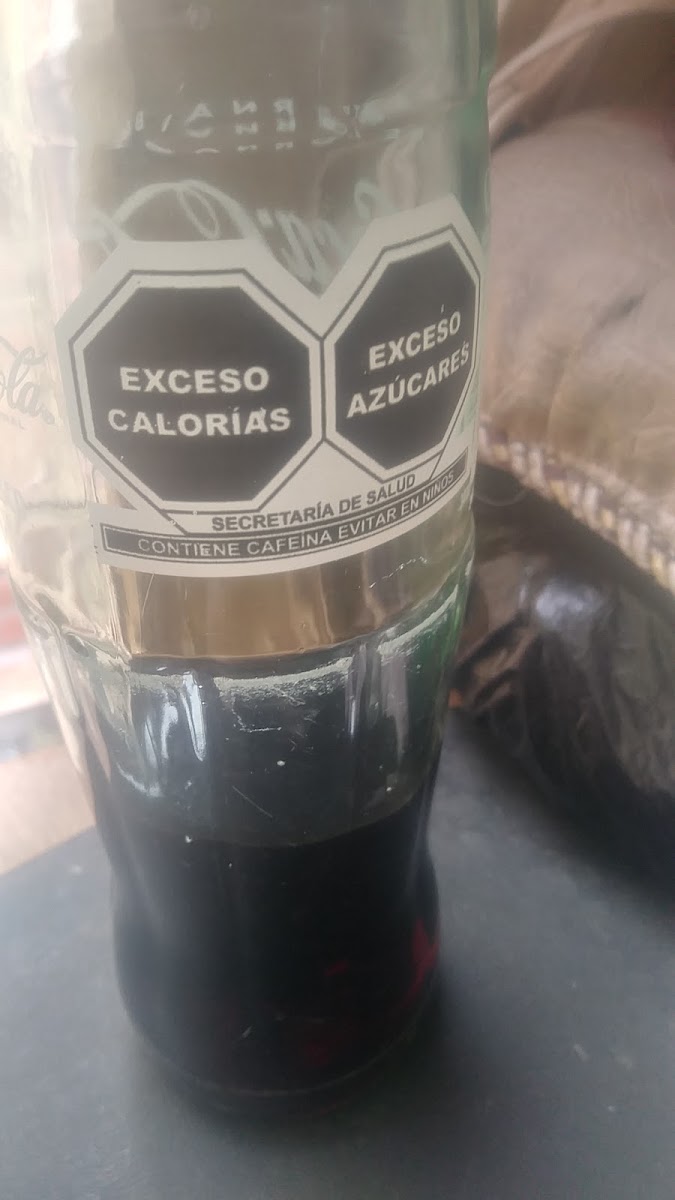 EXCESO
CALORÍAS
EXCESO
AZÚCARES
SECRETARÍA DE SALUD
CONTIENE CAFEÍNA EVITAR EN NIÑOS